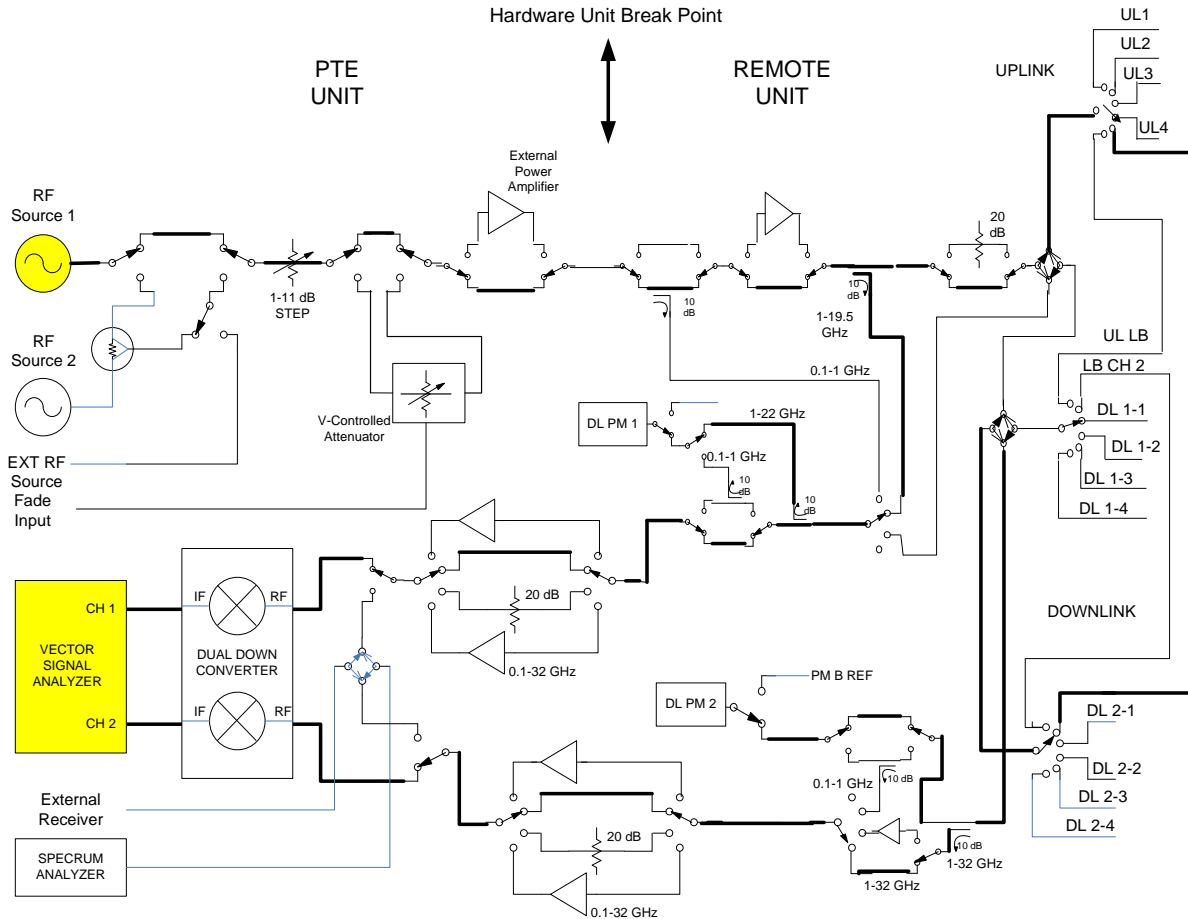 Hardware Unit Break Point
PTE
UNIT
REMOTE
UNIT
UPLINK
UL1
UL2
UL3
UL4
RF
Source 1
External
Power
Amplifier
20
dB
1-11 dB
STEP
10
dB
10
dB
1-19.5
GHz
RF
Source 2
V-Controlled
Attenuator
0.1-1 GHz
UL LB
LB CH 2
DL 1-1
DL 1-2
DL 1-3
DL 1-4
DL PM 1
1-22 GHz
0.1-1 GHz
10
dB
10
dB
EXT RF
Source
Fade
Input
CH 1
IF
RF
20 dB
0.1-32 GHz
VECTOR
SIGNAL
ANALYZER
DUAL DOWN
CONVERTER
CH 2
IF
RF
DOWNLINK
PM B REF
DL PM 2
DL 2-1
DL 2-2
DL 2-3
DL 2-4
0.1-1 GHz
10 dB
External
Receiver
20 dB
10 dB
1-32 GHz
1-32 GHz
SPECRUM
ANALYZER
0.1-32 GHz